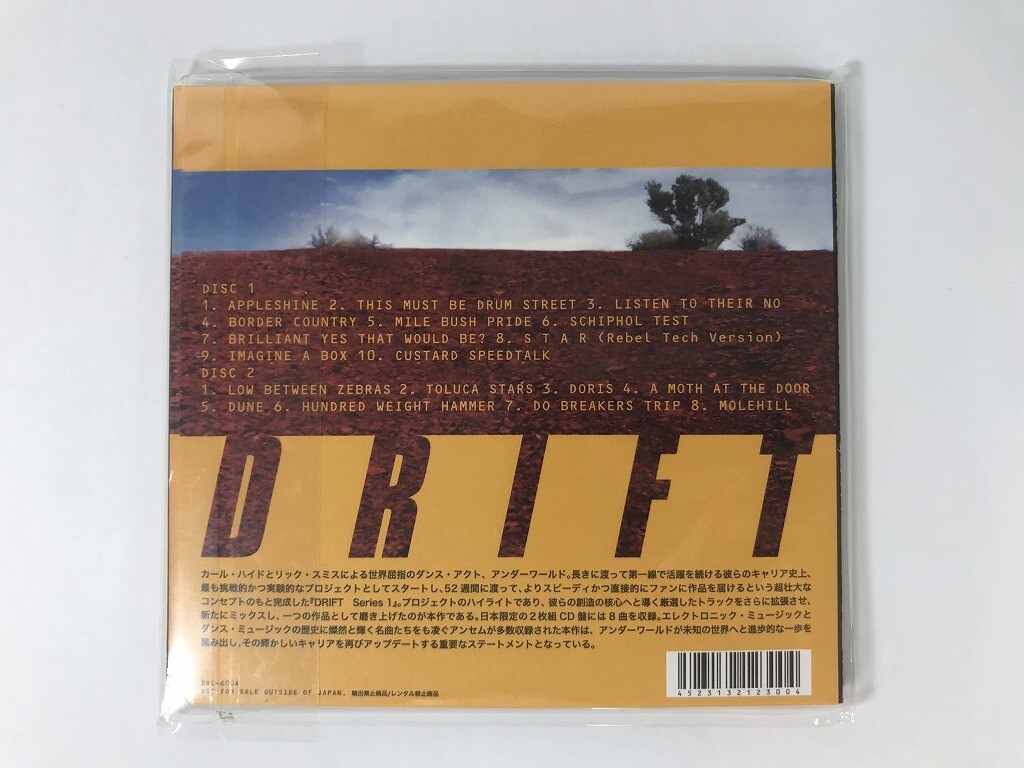 DISC 1
1. APPLESHINE 2. THIS MUST BE DRUM STREET 3. LISTEN TO THEIR NO
4. BORDER COUNTRY 5. MILE BUSH PRIDE 6. SCHIPHOL TEST
7. BRILLIANT YES THAT WOULD BE? 8. S T A R (Rebel Tech Version)
9. IMAGINE A BOX 10. CUSTARD SPEEDTALK
DISC 2
1. LOW BETWEEN ZEBRAS 2. TOLUCA STARS 3. DORIS 4. A MOTH AT THE DOOR
5. DUNE 6. HUNDRED WEIGHT HAMMER 7. DO BREAKERS TRIP 8. MOLEHILL
DRIFT
カール・ハイドとリック・スミスによる世界屈指のダンス・アクト、アンダーワールド。長きに渡って第一線で活躍を続ける彼らのキャリア史上、
最も挑戦的かつ実験的なプロジェクトとしてスタートし、52週間に渡って、よりスピーディかつ直接的にファンに作品を届けるという超壮大な
コンセプトのもと完成した『DRIFT Series 1』。プロジェクトのハイライトであり、彼らの創造の核心へと導く厳選したトラックをさらに拡張させ、
新たにミックスし、一つの作品として磨き上げたのが本作である。日本限定の2枚組CD盤には8曲を収録。エレクトロニック・ミュージックと
ダンス・ミュージックの歴史に燦然と輝く名曲たちをも凌ぐアンセムが多数収録された本作は、アンダーワールドが未知の世界へと進歩的な一歩を
踏み出し、その輝かしいキャリアを再びアップデートする重要なステートメントとなっている。
BRC-600A
NOT FOR SALE OUTSIDE OF JAPAN. 輸出禁止商品/レンタル禁止商品
4523132123004